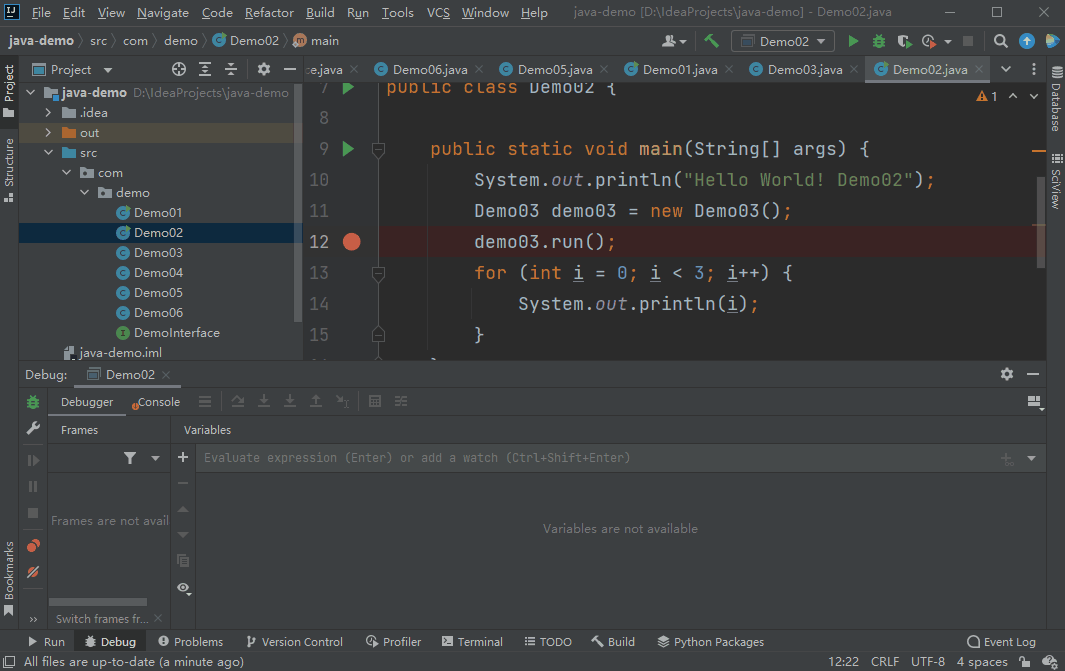 File Edit View Navigate Code Refactor Build Run Tools VCS Window Help java-demo [D:\IdeaProjects\java-demo] - Demo02.java
java-demo src com demo Demo02 main Demo02
Project ce.java Demo06.java Demo05.java Demo01.java Demo03.java Demo02.java
Project
Structure
Bookmarks
java-demo D:\IdeaProjects\java-demo
.idea
out
src
com
demo
Demo01
Demo02
Demo03
Demo04
Demo05
Demo06
DemoInterface
java-demo.iml
7 public class Demo02 {
1
8
9 public static void main(String[] args) {
10 System.out.println("Hello World! Demo02");
11 Demo03 demo03 = new Demo03();
12 demo03.run();
13 for (int i = 0; i < 3; i++) {
14 System.out.println(i);
15 }
Database
SciView
Debug: Demo02
Debugger Console
Frames Variables
Evaluate expression (Enter) or add a watch (Ctrl+Shift+Enter)
Frames are not avail
Variables are not available
Switch frames fr...
Run Debug Problems Version Control Profiler Terminal TODO Build Python Packages Event Log
All files are up-to-date (a minute ago) 12:22 CRLF UTF-8 4 spaces